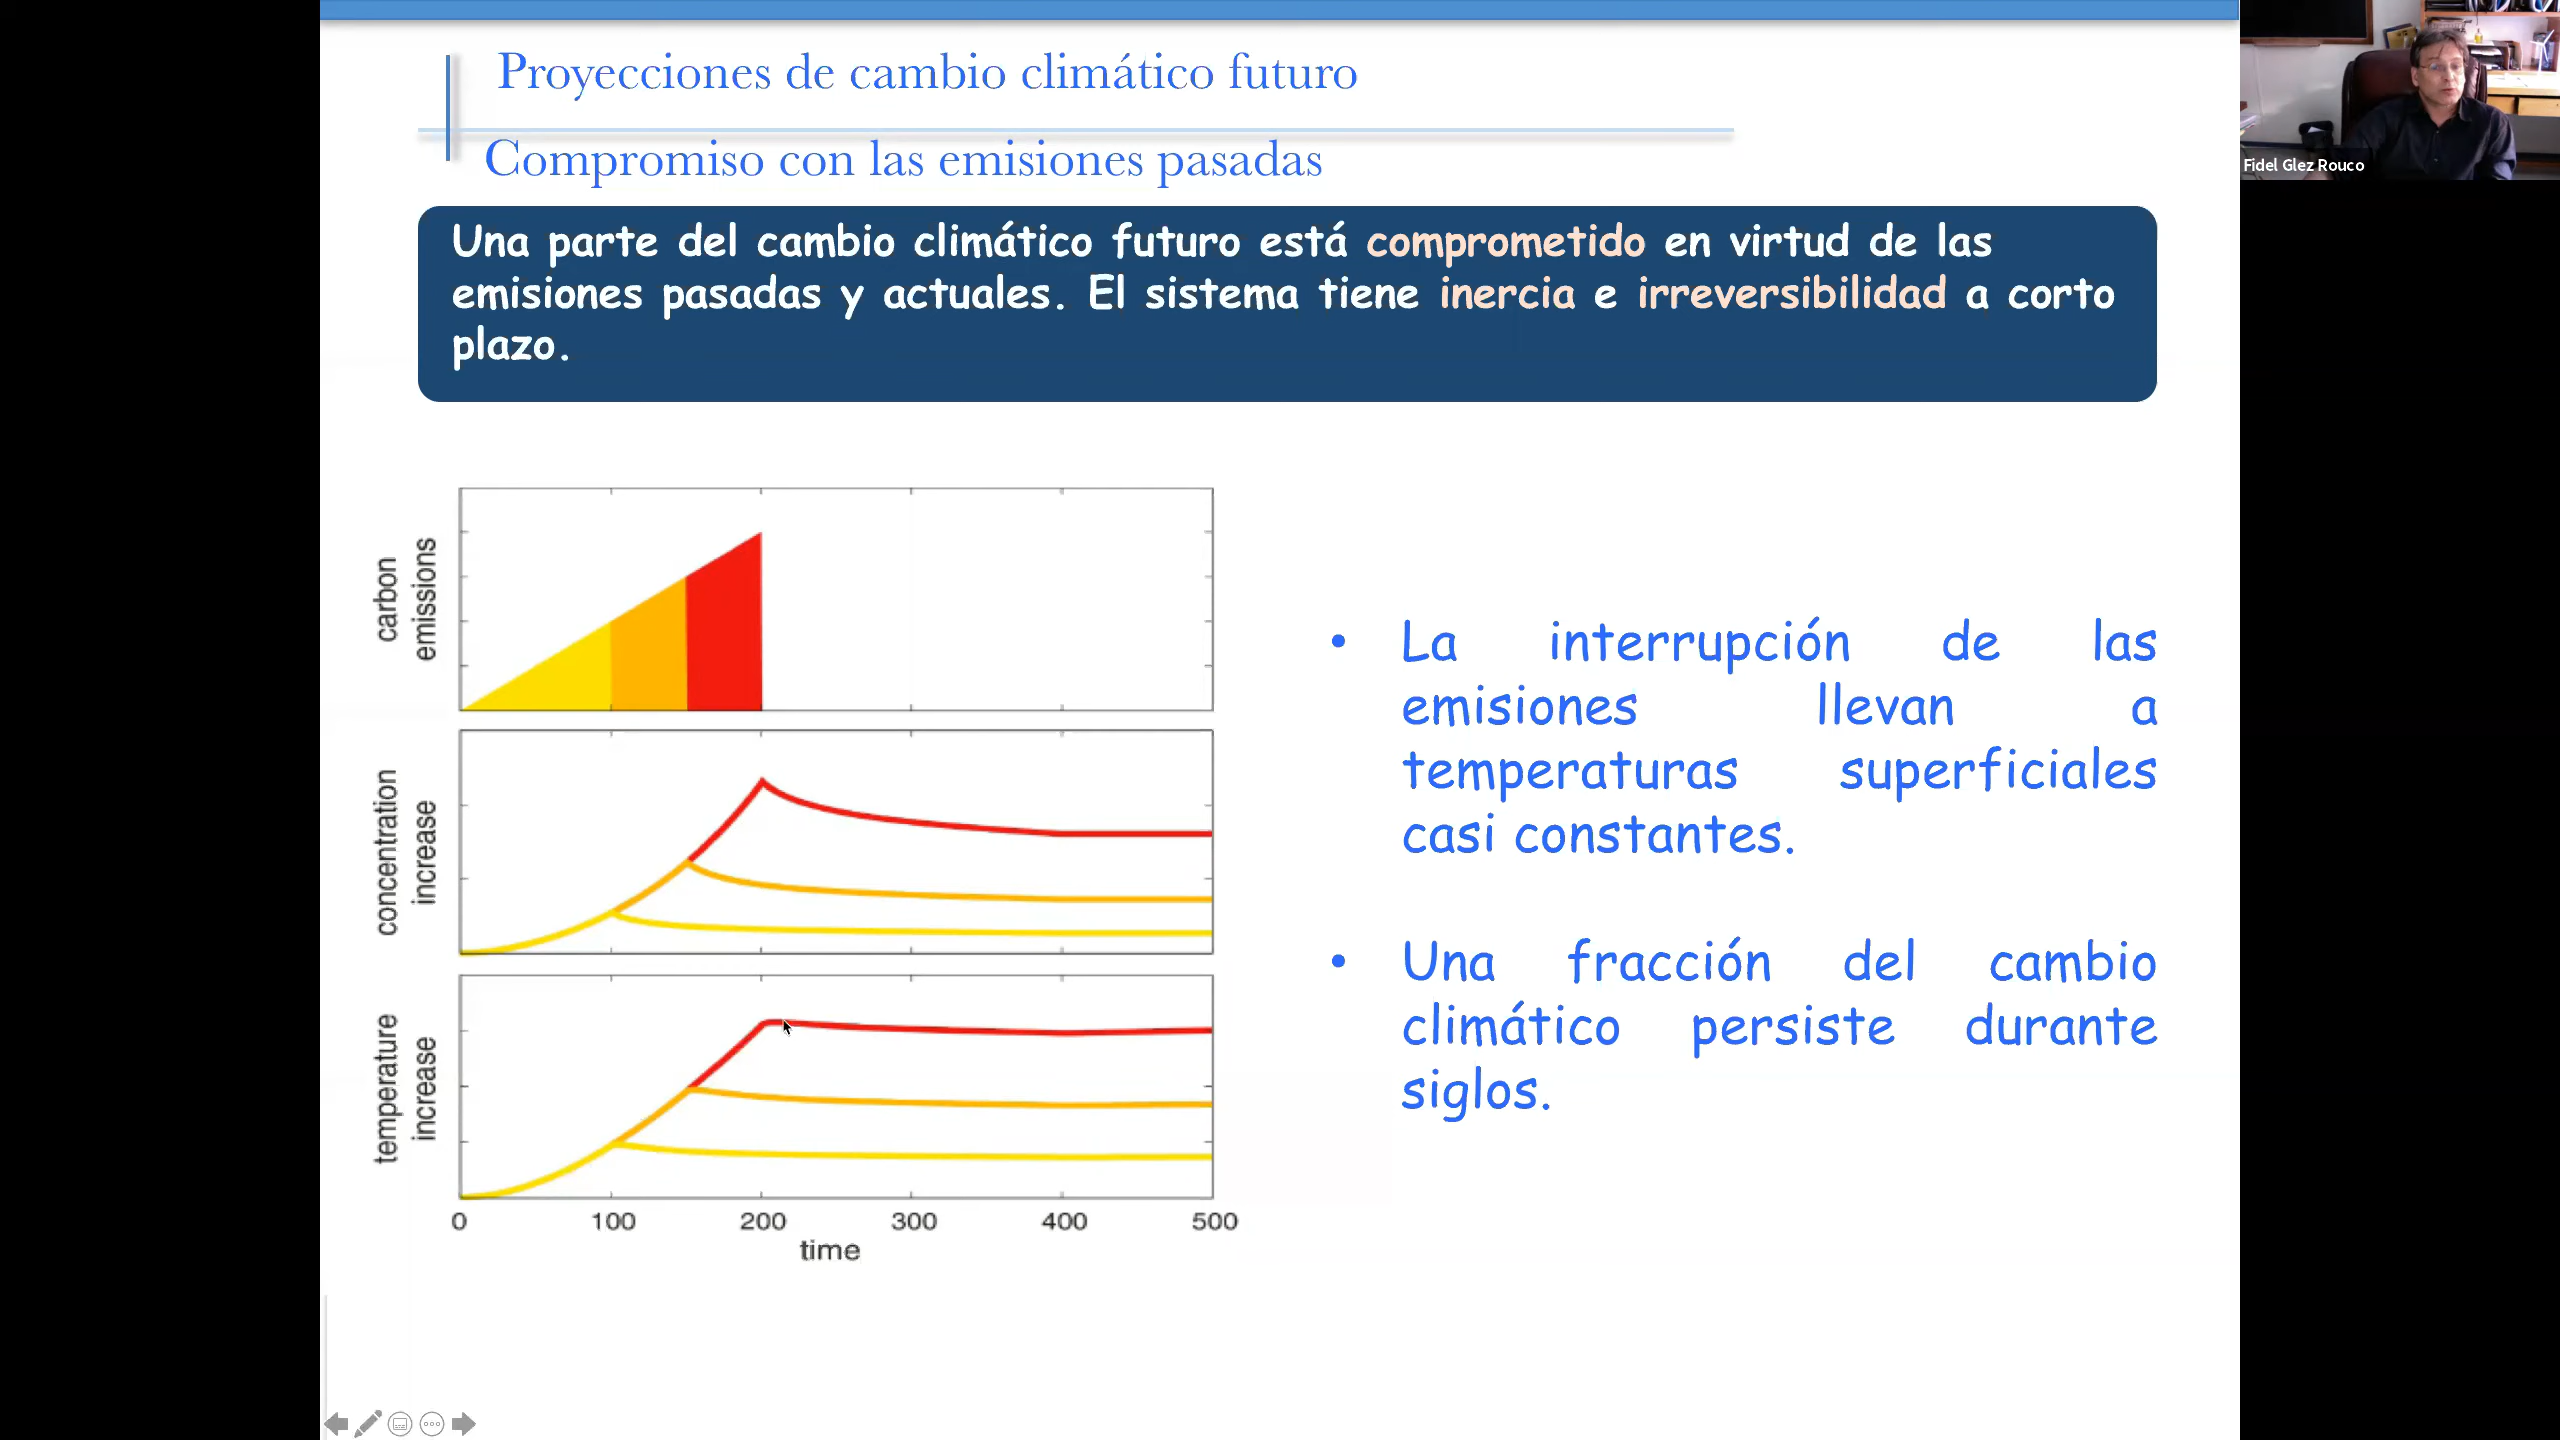 Proyecciones de cambio climático futuro
Compromiso con las emisiones pasadas
Fidel Glez Rouco
Una parte del cambio climático futuro está comprometido en virtud de las
emisiones pasadas y actuales. El sistema tiene inercia e irreversibilidad a corto
plazo.
carbon
emissions
concentration
increase
temperature
increase
0 100 200 300 400 500
time
• La interrupción de las
emisiones llevan a
temperaturas superficiales
casi constantes.
• Una fracción del cambio
climático persiste durante
siglos.